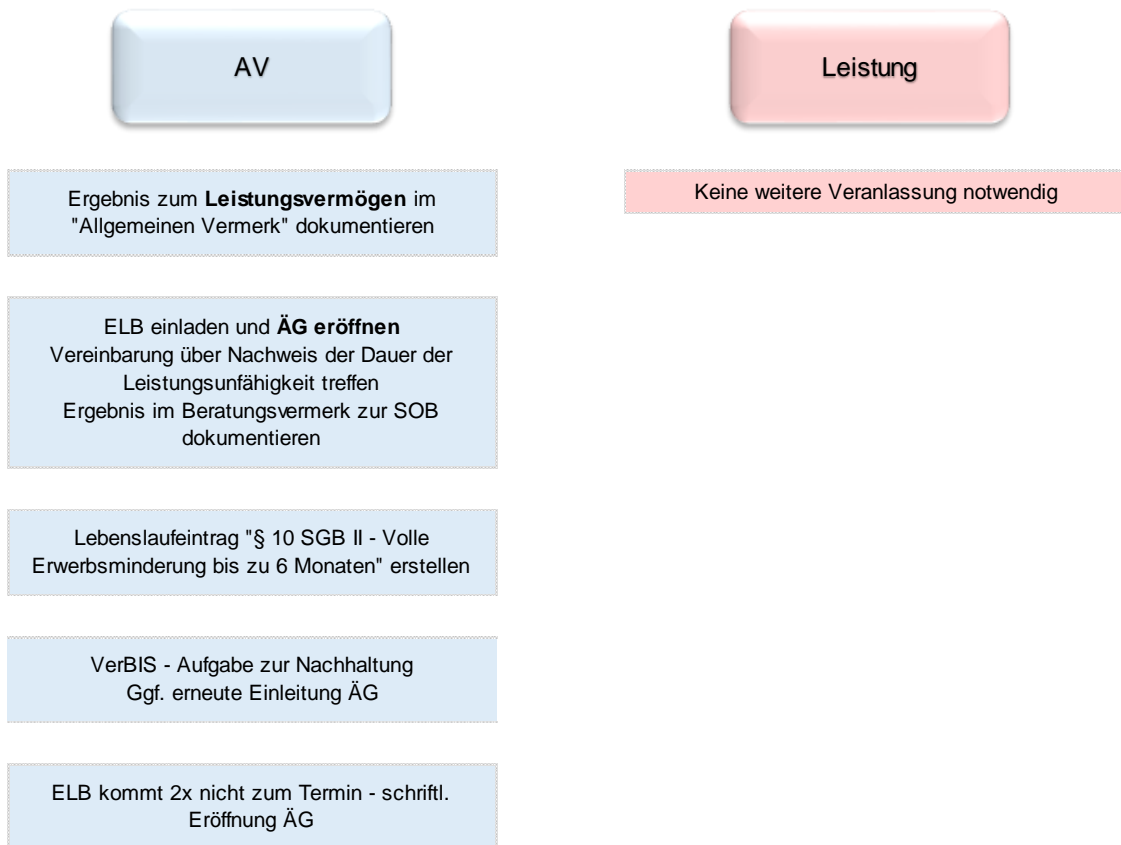 AV
Leistung
Ergebnis zum Leistungsvermögen im
"Allgemeinen Vermerk" dokumentieren
Keine weitere Veranlassung notwendig
ELB einladen und ÄG eröffnen
Vereinbarung über Nachweis der Dauer der
Leistungsunfähigkeit treffen
Ergebnis im Beratungsvermerk zur SOB
dokumentieren
Lebenslaufeintrag "§ 10 SGB II - Volle
Erwerbsminderung bis zu 6 Monaten" erstellen
VerBIS - Aufgabe zur Nachhaltung
Ggf. erneute Einleitung ÄG
ELB kommt 2x nicht zum Termin - schriftl.
Eröffnung ÄG